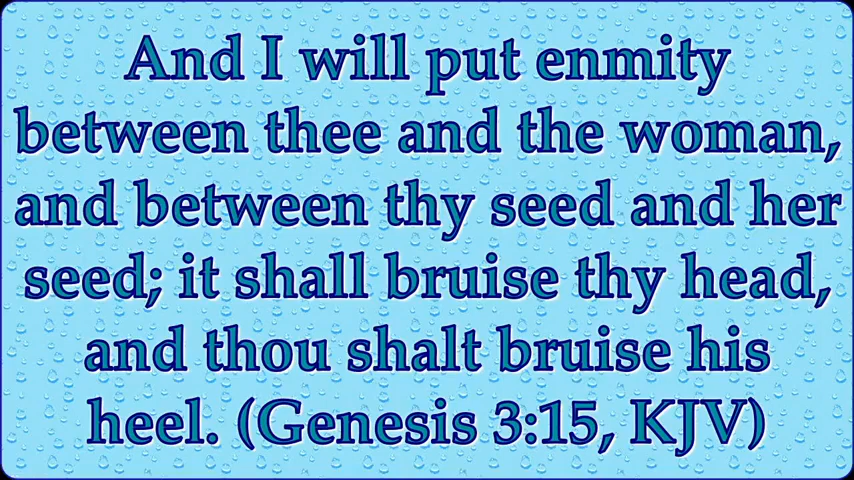 And I will put enmity
between thee and the woman,
and between thy seed and her
seed; it shall bruise thy head,
and thou shalt bruise his
heel. (Genesis 3:15, KJV)